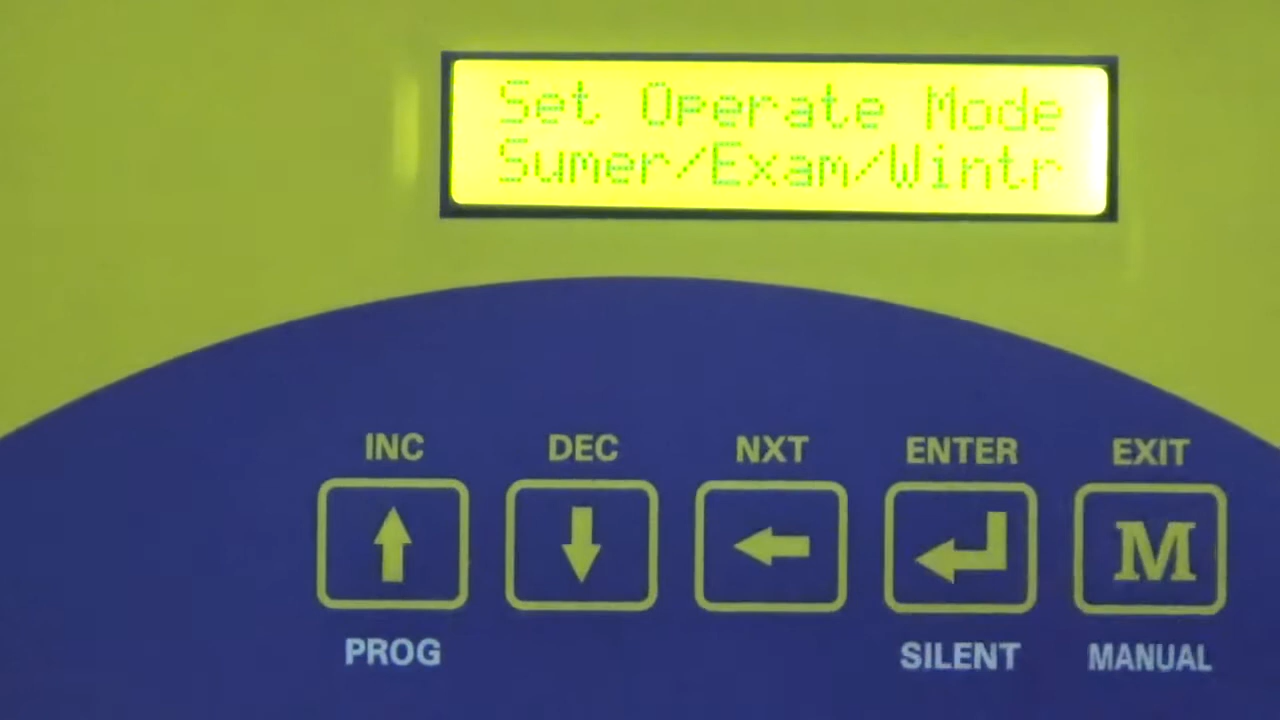 Set Operate Mode
Sumer/Exam/Wintr
INC DEC NXT ENTER EXIT
M
PROG SILENT MANUAL